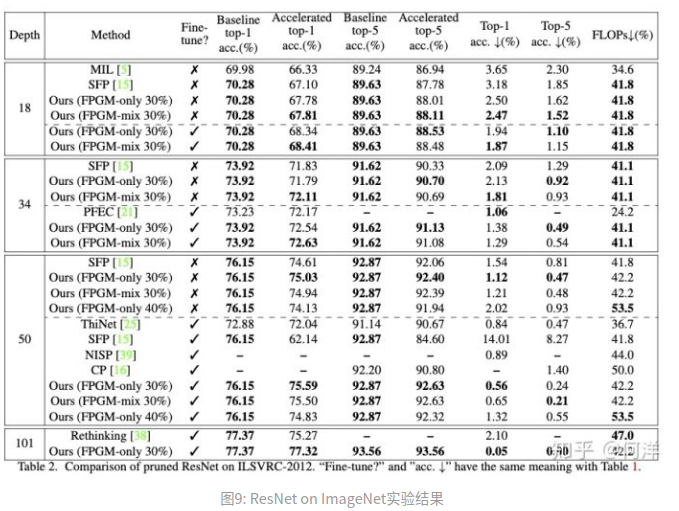 Depth Method Fine-tune? Baseline top-1 acc.(%) Accelerated top-1 acc.(%) Baseline top-5 acc.(%) Accelerated top-5 acc.(%) Top-1 acc. ↓(%) Top-5 acc. ↓(%) FLOPs↓(%)
18
MIL [5] ✗ 69.98 66.33 89.24 86.94 3.65 2.30 34.6
SFP [15] ✗ 70.28 67.10 89.63 87.78 3.18 1.85 41.8
Ours (FPGM-only 30%) ✗ 70.28 67.78 89.63 88.01 2.50 1.62 41.8
Ours (FPGM-mix 30%) ✗ 70.28 67.81 89.63 88.11 2.47 1.52 41.8
Ours (FPGM-only 30%) ✓ 70.28 68.34 89.63 88.53 1.94 1.10 41.8
Ours (FPGM-mix 30%) ✓ 70.28 68.41 89.63 88.48 1.87 1.15 41.8
34
SFP [15] ✗ 73.92 71.83 91.62 90.33 2.09 1.29 41.1
Ours (FPGM-only 30%) ✗ 73.92 71.79 91.62 90.70 2.13 0.92 41.1
Ours (FPGM-mix 30%) ✗ 73.92 72.11 91.62 90.69 1.81 0.93 41.1
PFEC [21] ✓ 73.23 72.17 – – 1.06 – 24.2
Ours (FPGM-only 30%) ✓ 73.92 72.54 91.62 91.13 1.38 0.49 41.1
Ours (FPGM-mix 30%) ✓ 73.92 72.63 91.62 91.08 1.29 0.54 41.1
50
SFP [15] ✗ 76.15 74.61 92.87 92.06 1.54 0.81 41.8
Ours (FPGM-only 30%) ✗ 76.15 75.03 92.87 92.40 1.12 0.47 42.2
Ours (FPGM-mix 30%) ✗ 76.15 74.94 92.87 92.39 1.21 0.48 42.2
Ours (FPGM-only 40%) ✗ 76.15 74.13 92.87 91.94 2.02 0.93 53.5
ThiNet [25] ✓ 72.88 72.04 91.14 90.67 0.84 0.47 36.7
SFP [15] ✓ 76.15 62.14 92.87 84.60 14.01 8.27 41.8
NISP [39] ✓ – – – – 0.89 – 44.0
CP [16] ✓ – – 92.20 90.80 – 1.40 50.0
Ours (FPGM-only 30%) ✓ 76.15 75.59 92.87 92.63 0.56 0.24 42.2
Ours (FPGM-mix 30%) ✓ 76.15 75.50 92.87 92.63 0.65 0.21 42.2
Ours (FPGM-only 40%) ✓ 76.15 74.83 92.87 92.32 1.32 0.55 53.5
101
Rethinking [38] ✓ 77.37 75.27 – – 2.10 – 47.0
Ours (FPGM-only 30%) ✓ 77.37 77.32 93.56 93.56 0.05 0.00 42.2
知乎 @何洋
Table 2. Comparison of pruned ResNet on ILSVRC-2012. “Fine-tune?” and ”acc. ↓” have the same meaning with Table 1.
图9: ResNet on ImageNet实验结果